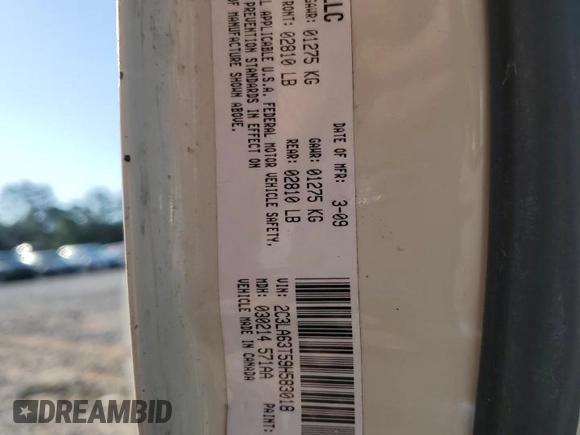 LLC
DATE OF MFR: 3-09
GAWR: 01275 KG
GAWR: 01275 KG
FRONT: 02810 LB
REAR: 02810 LB
ALL APPLICABLE U.S.A. FEDERAL MOTOR VEHICLE SAFETY,
PREVENTION STANDARDS IN EFFECT ON
OF MANUFACTURE SHOWN ABOVE.
VIN: 2C3LA63T59H583018
MDH: 030214 571AA
VEHICLE MADE IN CANADA
PAINT:
DREAMBID